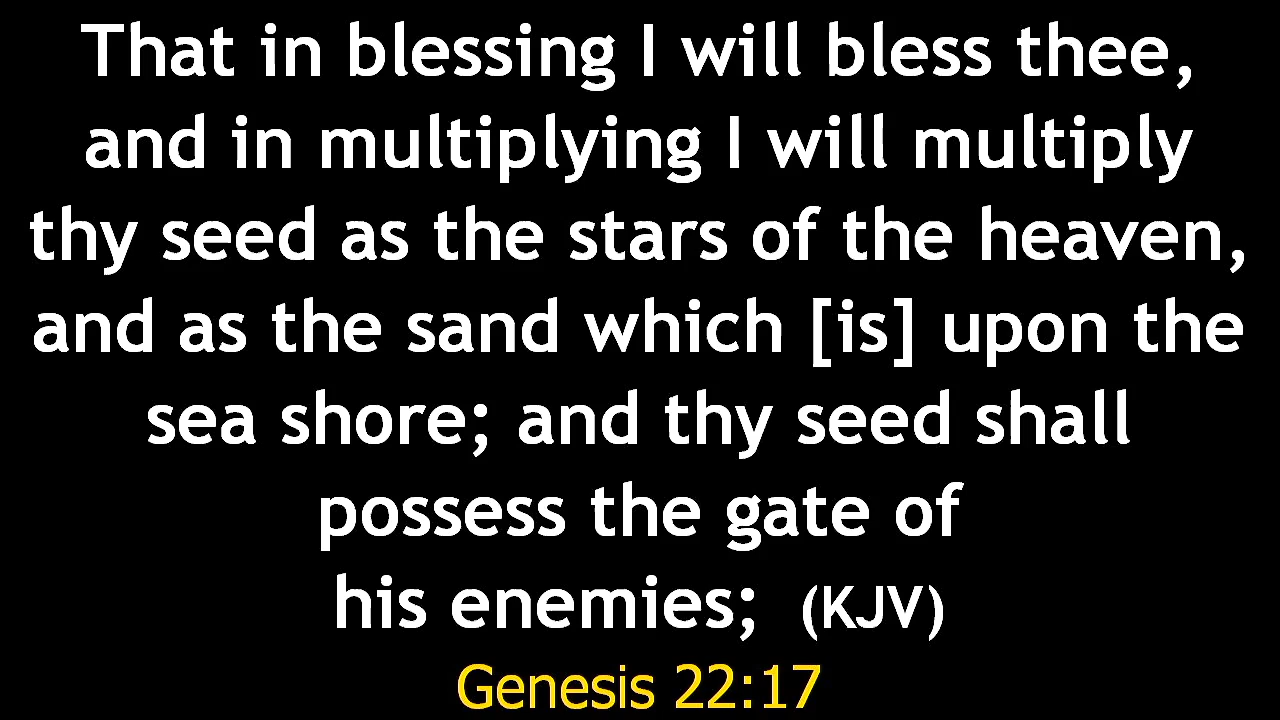 That in blessing I will bless thee,
and in multiplying I will multiply
thy seed as the stars of the heaven,
and as the sand which [is] upon the
sea shore; and thy seed shall
possess the gate of
his enemies; (KJV)
Genesis 22:17